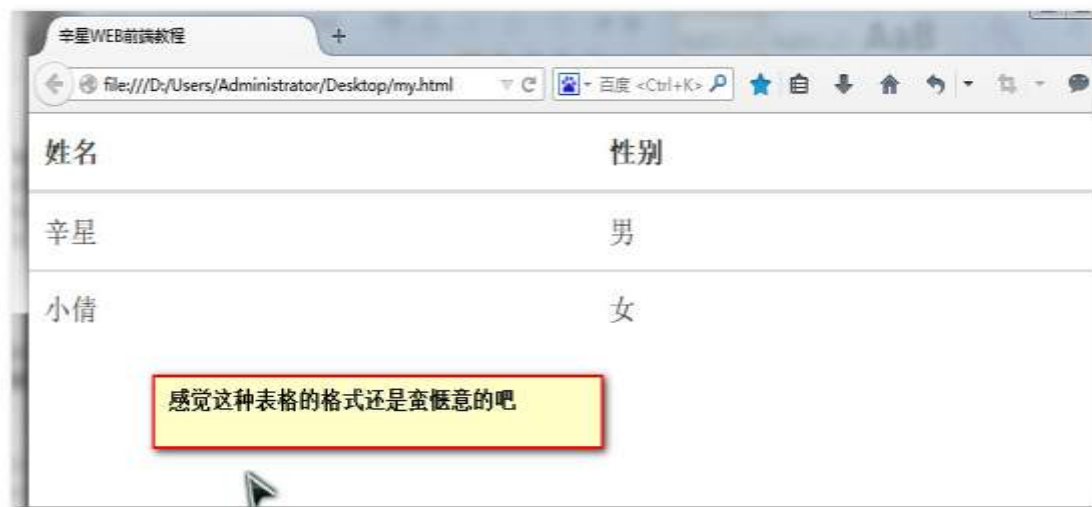 辛星WEB前端教程
+
file:///D:/Users/Administrator/Desktop/my.html 百度 <Ctrl+K>
姓名 性别
辛星 男
小倩 女
感觉这种表格的格式还是蛮惬意的吧